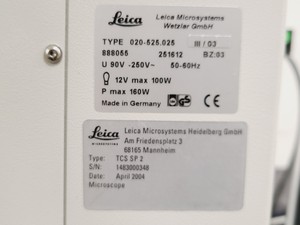 Leica Leica Microsystems
Wetzlar GmbH
TYPE 020-525.025 III / 03
888055 251612 BZ:03
U 90V -250V~ 50-60Hz
12V max 100W
P max 160W
Made in Germany
Leica Leica Microsystems Heidelberg GmbH
MICROSYSTEMS Am Friedensplatz 3
68165 Mannheim
Type: TCS SP 2
S/N: 1483000348
Date: April 2004
Microscope